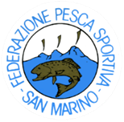 FEDERAZIONE PESCA SPORTIVA
- SAN MARINO -